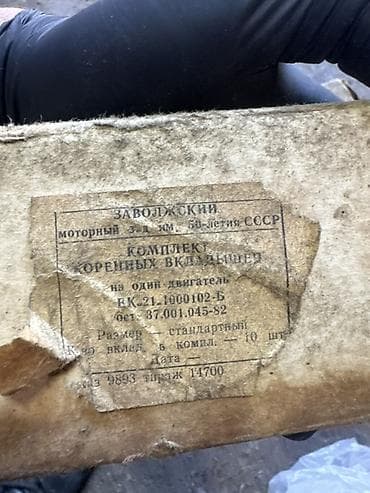 ЗАВОЛЖСКИЙ
моторный з-д им. 50-летия СССР
КОМПЛЕКТ
КОРЕННЫХ ВКЛАДЫШЕЙ
на один двигатель
ВК-21-1000102-Б
ост. 37.001.045-82
Размер — стандартный
вклад. в компл. — 10 шт.
Дата —
9893 тираж 14700